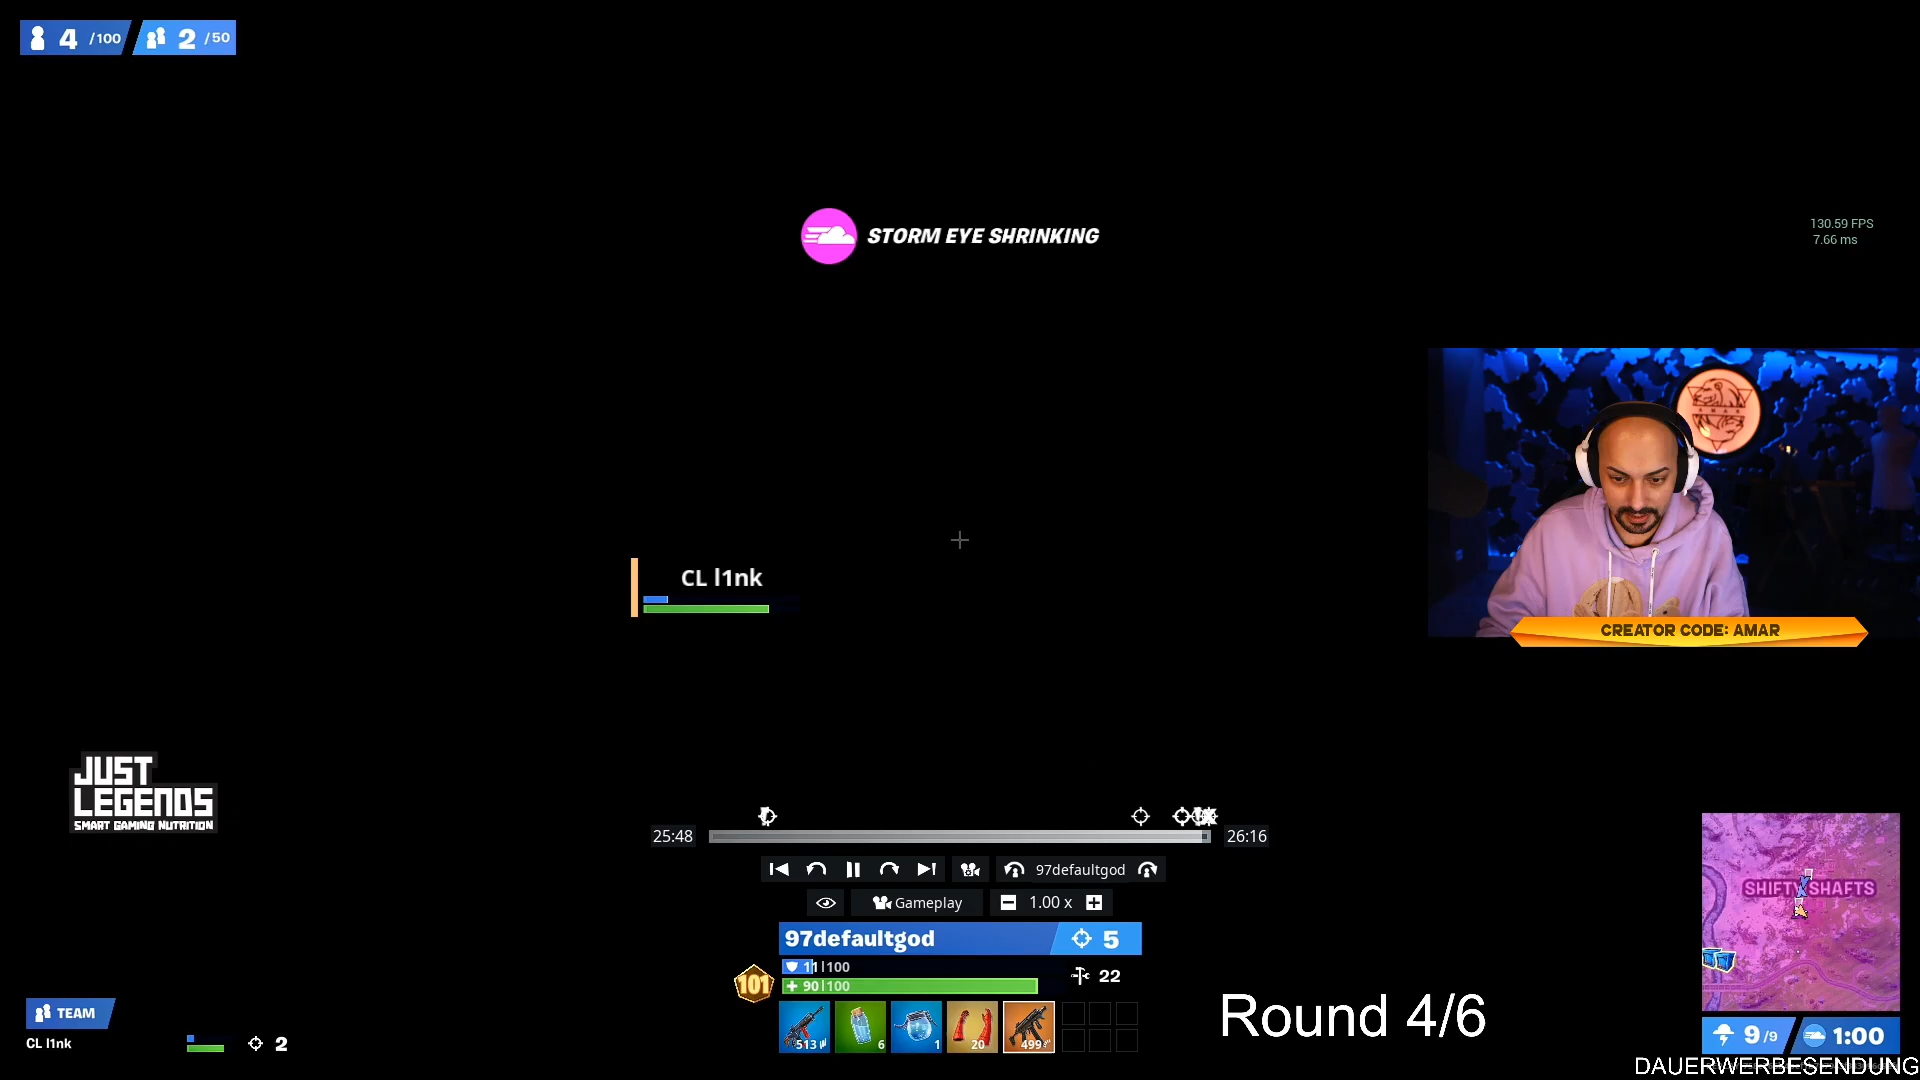 4 /100 2 /50
STORM EYE SHRINKING
130.59 FPS
7.66 ms
AMAR
CL l1nk
CREATOR CODE: AMAR
JUST
LEGENDS
SMART GAMING NUTRITION
25:48
26:16
97defaultgod
Gameplay
1.00 x
97defaultgod 5
11|100
101
90|100
22
513 6 1 20 499
SHIFTY SHAFTS
TEAM
CL l1nk 2
Round 4/6
9/9 1:00
DAUERWERBESENDUNG